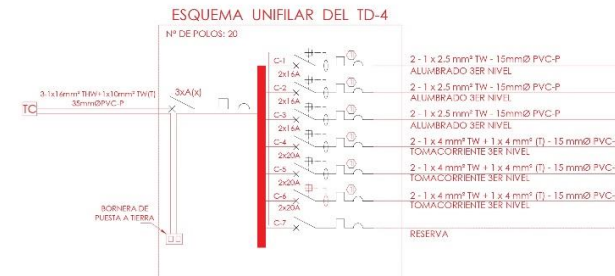 ESQUEMA UNIFILAR DEL TD-4
Nº DE POLOS: 20
3-1x16mm² THW+1x10mm² TW(T)
35mmØPVC-P
3xA(x)
TC
BORNERA DE
PUESTA A TIERRA
C-1
2x16A
2 - 1 x 2.5 mm² TW - 15mmØ PVC-P
ALUMBRADO 3ER NIVEL
C-2
2x16A
2 - 1 x 2.5 mm² TW - 15mmØ PVC-P
ALUMBRADO 3ER NIVEL
C-3
2x16A
2 - 1 x 2.5 mm² TW - 15mmØ PVC-P
ALUMBRADO 3ER NIVEL
C-4
2x20A
2 - 1 x 4 mm² TW + 1 x 4 mm² (T) - 15 mmØ PVC-
TOMACORRIENTE 3ER NIVEL
C-5
2x20A
2 - 1 x 4 mm² TW + 1 x 4 mm² (T) - 15 mmØ PVC-
TOMACORRIENTE 3ER NIVEL
C-6
2x20A
2 - 1 x 4 mm² TW + 1 x 4 mm² (T) - 15 mmØ PVC-
TOMACORRIENTE 3ER NIVEL
C-7
RESERVA